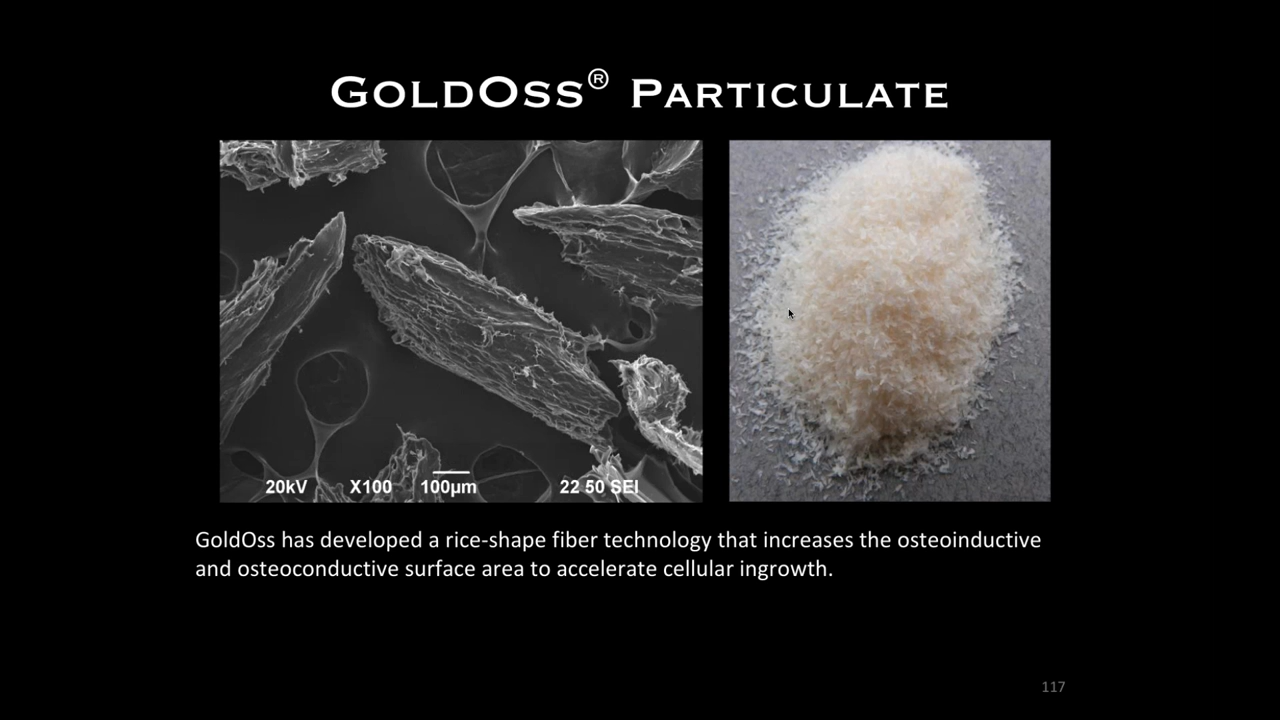 GoldOss® Particulate
20kV X100 100µm 22 50 SEI
GoldOss has developed a rice-shape fiber technology that increases the osteoinductive
and osteoconductive surface area to accelerate cellular ingrowth.
117